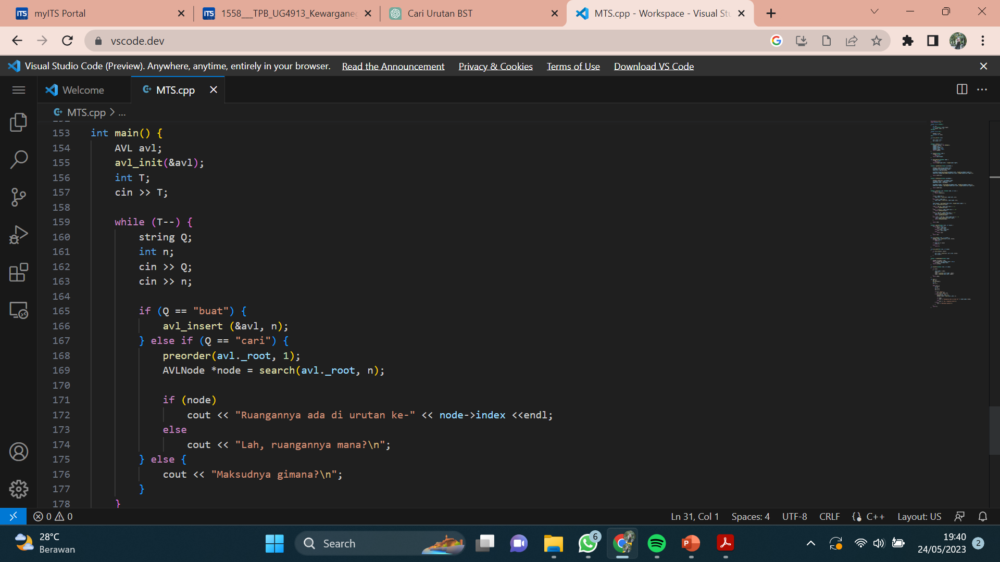 myITS Portal
1558___TPB_UG4913_Kewarganeg
Cari Urutan BST
MTS.cpp - Workspace - Visual Stu
vscode.dev
Visual Studio Code (Preview). Anywhere, anytime, entirely in your browser. Read the Announcement Privacy & Cookies Terms of Use Download VS Code
Welcome
MTS.cpp
MTS.cpp > ...
153 int main() {
154 AVL avl;
155 avl_init(&avl);
156 int T;
157 cin >> T;
158
159 while (T--) {
160 string Q;
161 int n;
162 cin >> Q;
163 cin >> n;
164
165 if (Q == "buat") {
166 avl_insert (&avl, n);
167 } else if (Q == "cari") {
168 preorder(avl._root, 1);
169 AVLNode *node = search(avl._root, n);
170
171 if (node)
172 cout << "Ruangannya ada di urutan ke-" << node->index <<endl;
173 else
174 cout << "Lah, ruangannya mana?\n";
175 } else {
176 cout << "Maksudnya gimana?\n";
177 }
178 }
0 0
Ln 31, Col 1 Spaces: 4 UTF-8 CRLF C++ Layout: US
28°C
Berawan
Search
6
19:40
24/05/2023
2